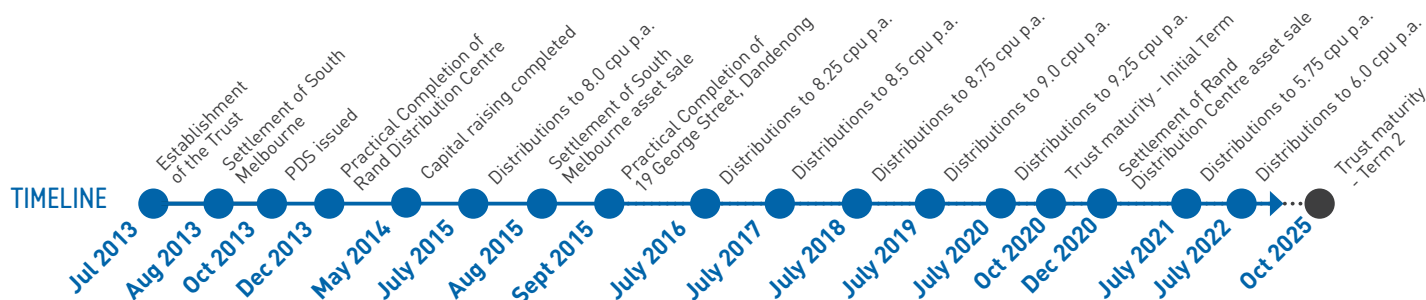 Establishment
of the Trust
Settlement of South
Melbourne
PDS issued
Practical Completion of
Rand Distribution Centre
Capital raising completed
Distributions to 8.0 cpu p.a.
Settlement of South
Melbourne asset sale
Practical Completion of
19 George Street, Dandenong
Distributions to 8.25 cpu p.a.
Distributions to 8.5 cpu p.a.
Distributions to 8.75 cpu p.a.
Distributions to 9.0 cpu p.a.
Distributions to 9.25 cpu p.a.
Trust maturity - Initial Term
Settlement of Rand
Distribution Centre asset sale
Distributions to 5.75 cpu p.a.
Distributions to 6.0 cpu p.a.
Trust maturity
- Term 2
TIMELINE
Jul 2013
Aug 2013
Oct 2013
Dec 2013
May 2014
July 2015
Aug 2015
Sept 2015
July 2016
July 2017
July 2018
July 2019
July 2020
Oct 2020
Dec 2020
July 2021
July 2022
Oct 2025